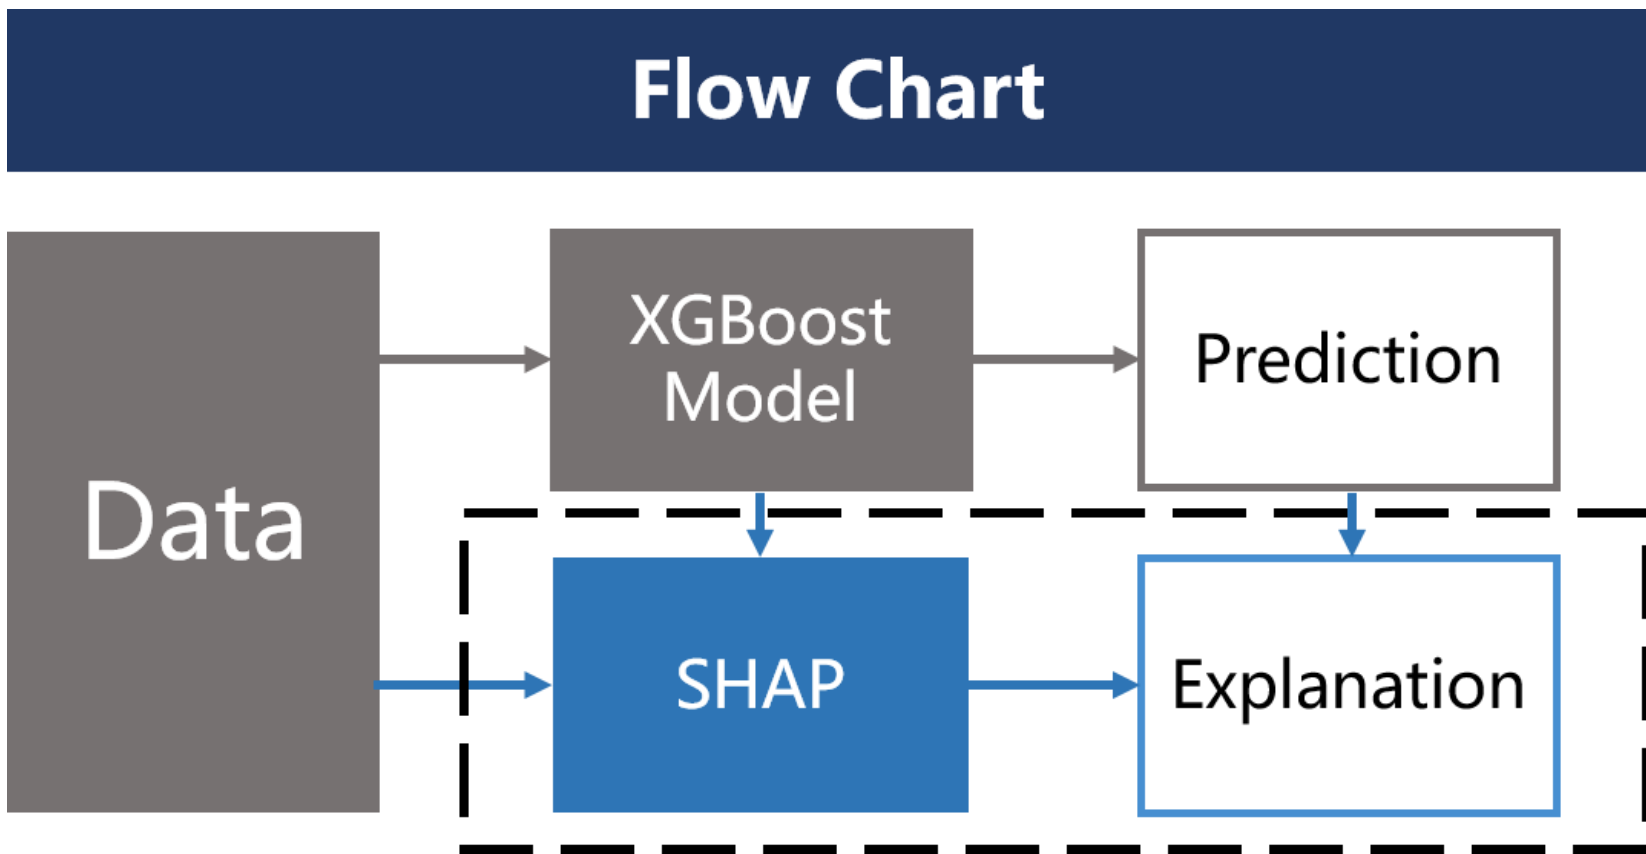 Flow Chart
Data
XGBoost
Model
Prediction
SHAP
Explanation